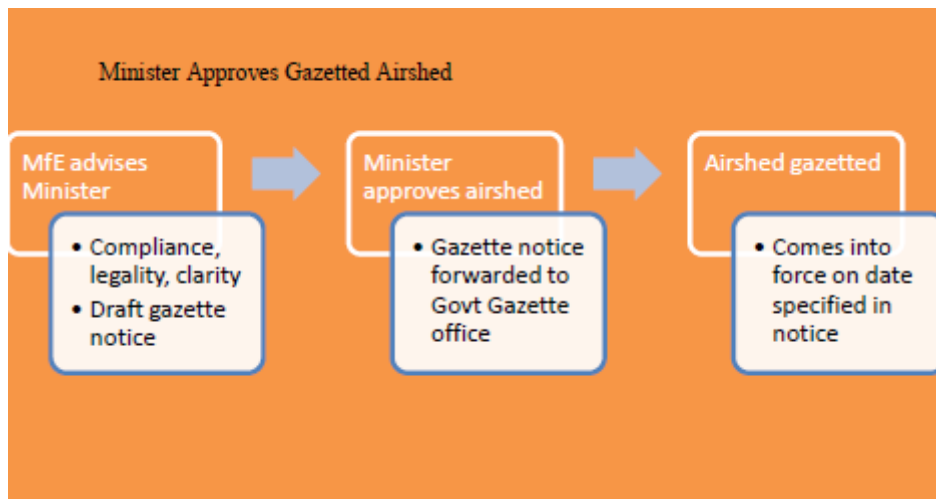 Minister Approves Gazetted Airshed
MfE advises
Minister
• Compliance,
legality, clarity
• Draft gazette
notice
Minister
approves airshed
• Gazette notice
forwarded to
Govt Gazette
office
Airshed gazetted
• Comes into
force on date
specified in
notice